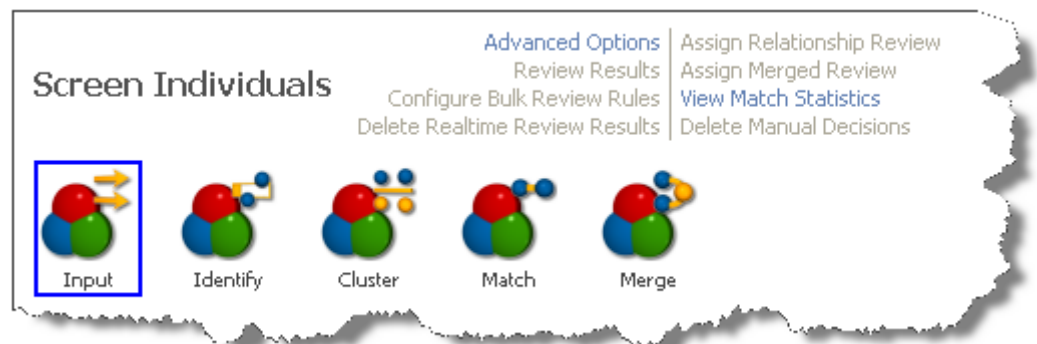 Screen Individuals
Advanced Options
Review Results
Configure Bulk Review Rules
Delete Realtime Review Results
Assign Relationship Review
Assign Merged Review
View Match Statistics
Delete Manual Decisions
Input
Identify
Cluster
Match
Merge